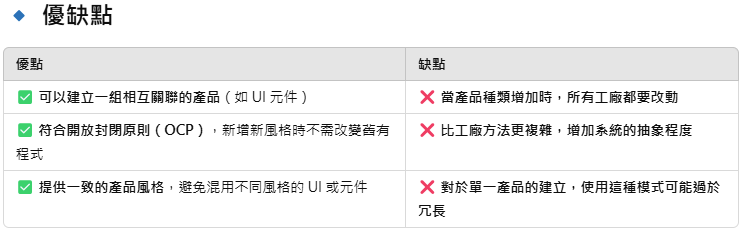 優缺點
優點
缺點
可以建立一組相互關聯的產品（如 UI 元件）
當產品種類增加時，所有工廠都要改動
符合開放封閉原則（OCP），新增新風格時不需改變舊有
程式
比工廠方法更複雜，增加系統的抽象程度
提供一致的產品風格，避免混用不同風格的 UI 或元件
對於單一產品的建立，使用這種模式可能過於
冗長